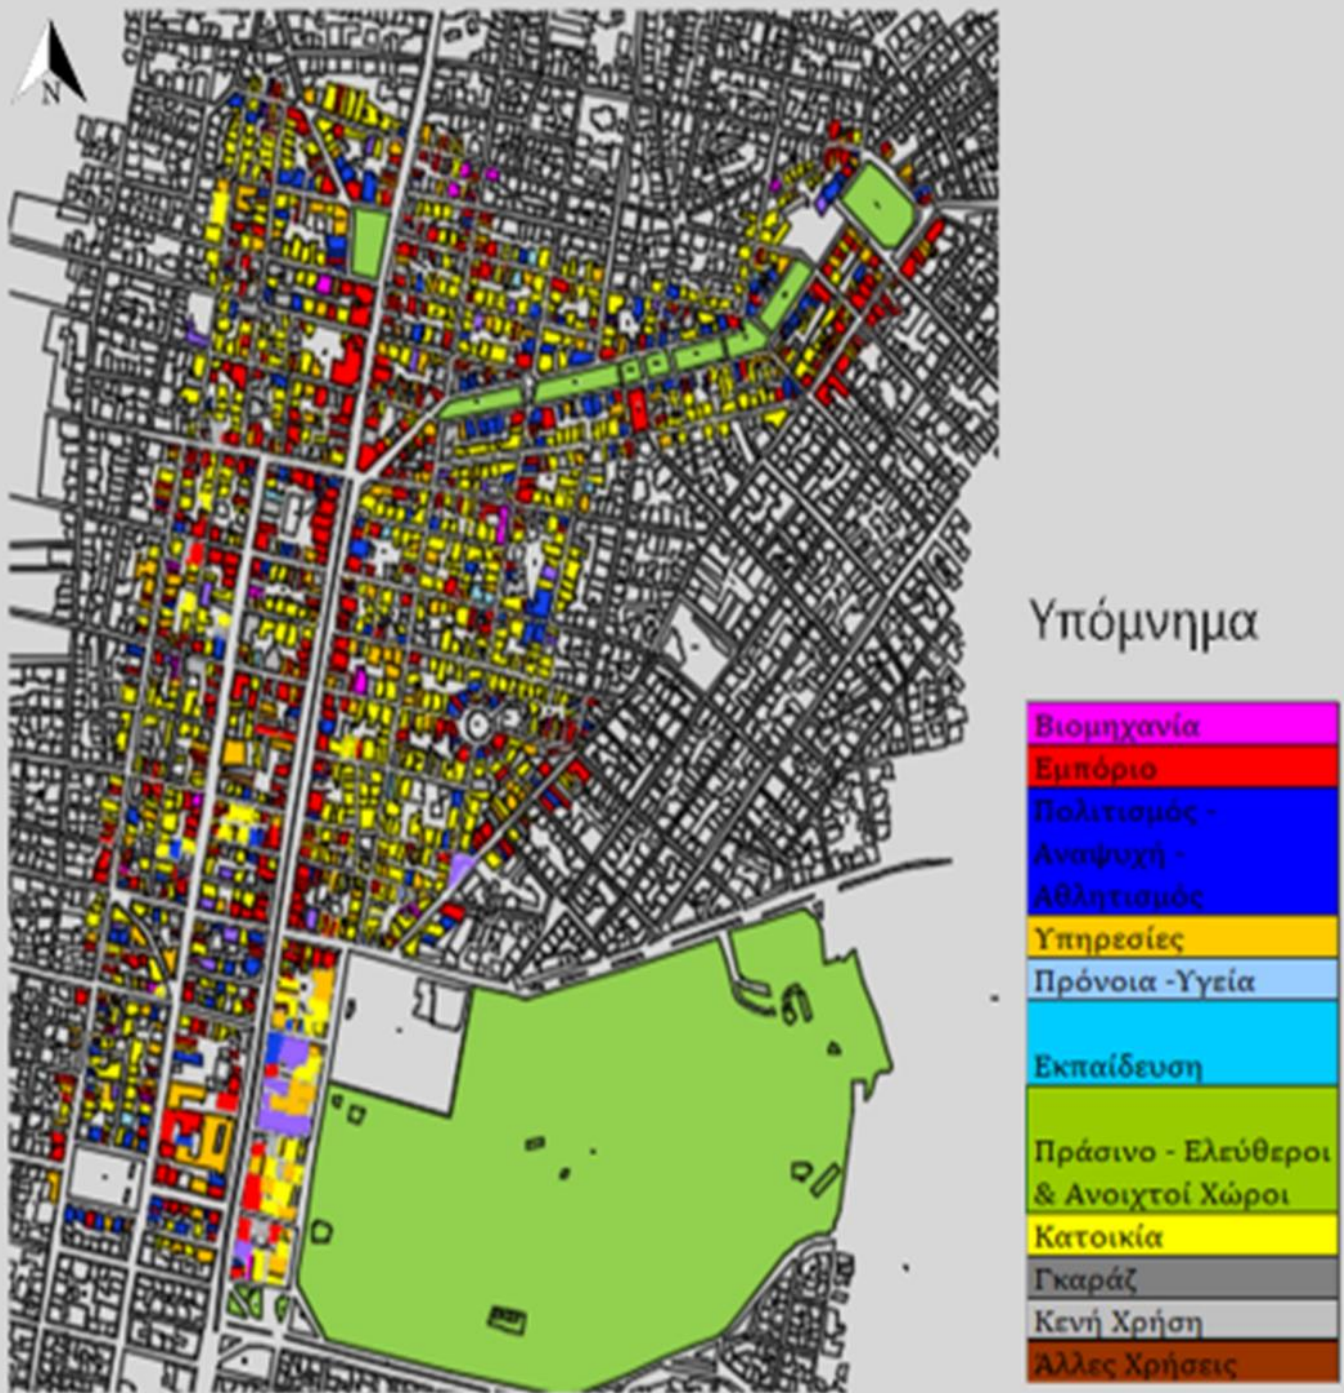 N
Υπόμνημα
Βιομηχανία
Εμπόριο
Πολιτισμός -
Αναψυχή -
Αθλητισμός
Υπηρεσίες
Πρόνοια -Υγεία
Εκπαίδευση
Πράσινο - Ελεύθεροι
& Ανοιχτοί Χώροι
Κατοικία
Γκαράζ
Κενή Χρήση
Άλλες Χρήσεις